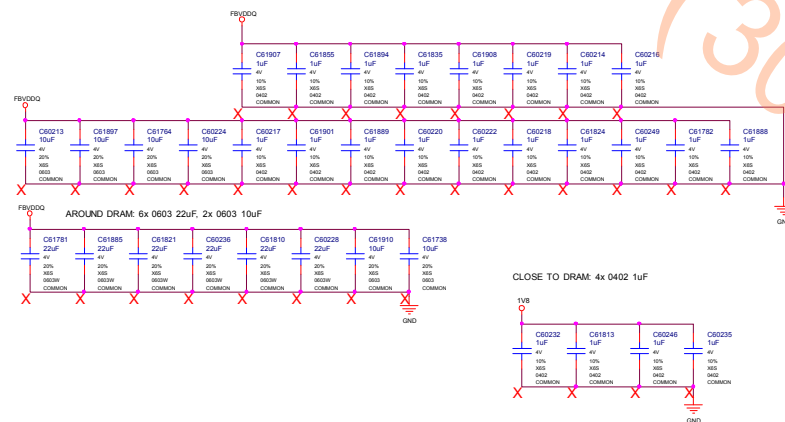 FBVDDQ
C61907 C61855 C61894 C61835 C61908 C60219 C60214 C60216
1uF 1uF 1uF 1uF 1uF 1uF 1uF 1uF
4V 4V 4V 4V 4V 4V 4V 4V
10% 10% 10% 10% 10% 10% 10% 10%
X6S X6S X6S X6S X6S X6S X6S X6S
0402 0402 0402 0402 0402 0402 0402 0402
COMMON COMMON COMMON COMMON COMMON COMMON COMMON COMMON
FBVDDQ
C60213 C61897 C61764 C60224 C60217 C61901 C61889 C60220 C60222 C60218 C61824 C60249 C61782 C61888
10uF 10uF 10uF 10uF 1uF 1uF 1uF 1uF 1uF 1uF 1uF 1uF 1uF 1uF
4V 4V 4V 4V 4V 4V 4V 4V 4V 4V 4V 4V 4V 4V
20% 20% 20% 20% 10% 10% 10% 10% 10% 10% 10% 10% 10% 10%
X6S X6S X6S X6S X6S X6S X6S X6S X6S X6S X6S X6S X6S X6S
0603 0603 0603 0603 0402 0402 0402 0402 0402 0402 0402 0402 0402 0402
COMMON COMMON COMMON COMMON COMMON COMMON COMMON COMMON COMMON COMMON COMMON COMMON COMMON COMMON
FBVDDQ
AROUND DRAM: 6x 0603 22uF, 2x 0603 10uF
C61781 C61885 C61821 C60236 C61810 C60228 C61910 C61738
22uF 22uF 22uF 22uF 22uF 22uF 10uF 10uF
4V 4V 4V 4V 4V 4V 4V 4V
20% 20% 20% 20% 20% 20% 20% 20%
X6S X6S X6S X6S X6S X6S X6S X6S
0603W 0603W 0603W 0603W 0603W 0603W 0603 0603
COMMON COMMON COMMON COMMON COMMON COMMON COMMON COMMON
GND
CLOSE TO DRAM: 4x 0402 1uF
1V8
C60232 C61813 C60246 C60235
1uF 1uF 1uF 1uF
4V 4V 4V 4V
10% 10% 10% 10%
X6S X6S X6S X6S
0402 0402 0402 0402
COMMON COMMON COMMON COMMON
GND